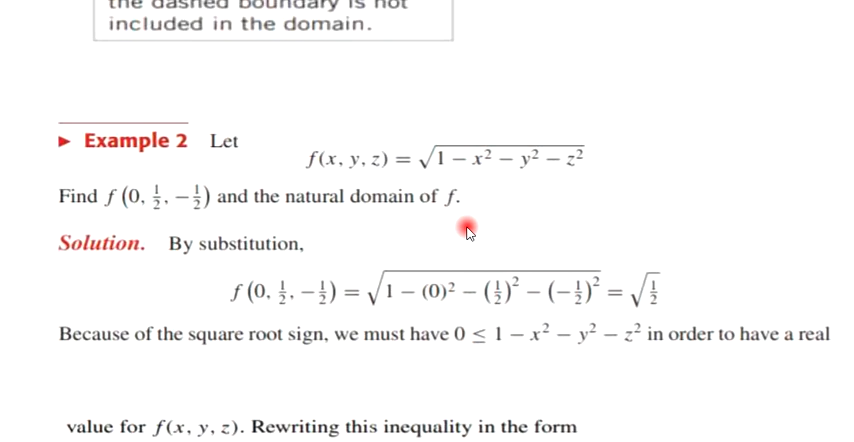 the dashed boundary is not
included in the domain.
► Example 2 Let
f(x, y, z) = √(1 − x² − y² − z²)
Find f (0, ½, −½) and the natural domain of f.
Solution. By substitution,
f (0, ½, −½) = √(1 − (0)² − (½)² − (−½)²) = √(½)
Because of the square root sign, we must have 0 ≤ 1 − x² − y² − z² in order to have a real
value for f(x, y, z). Rewriting this inequality in the form